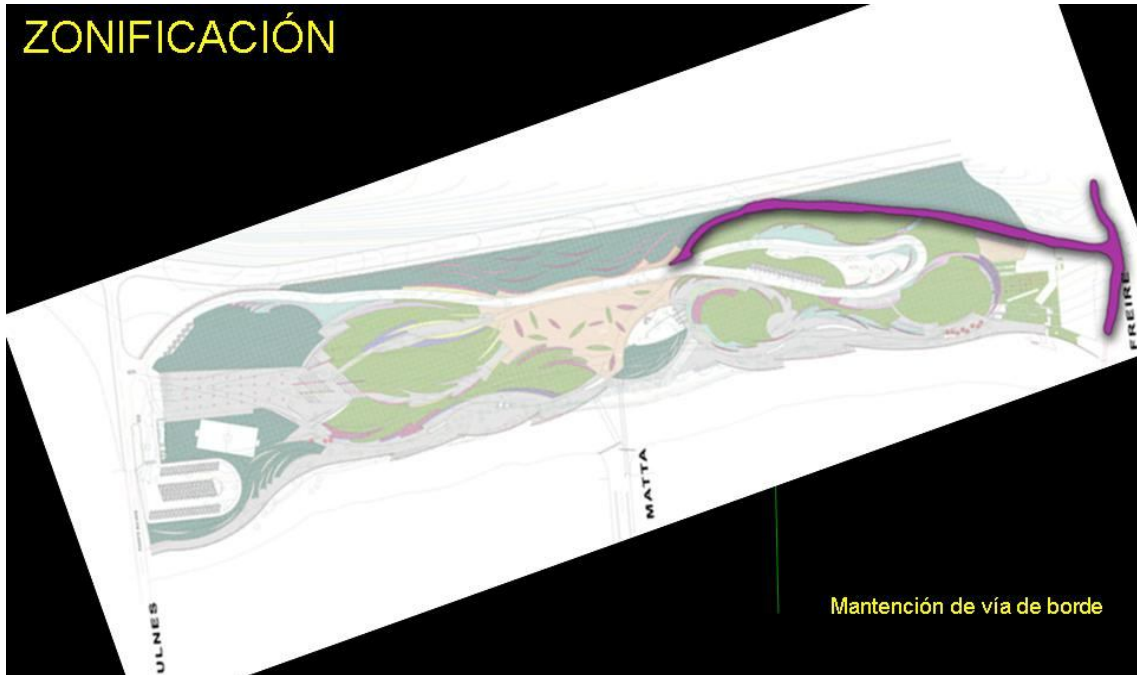 ZONIFICACIÓN
FREIRE
MATTA
ULNES
Mantención de vía de borde